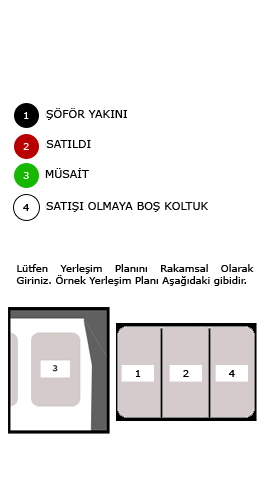 1 ŞÖFÖR YAKINI
2 SATILDI
3 MÜSAİT
4 SATIŞI OLMAYA BOŞ KOLTUK
Lütfen Yerleşim Planını Rakamsal Olarak
Giriniz. Örnek Yerleşim Planı Aşağıdaki gibidir.
3
1 2 4